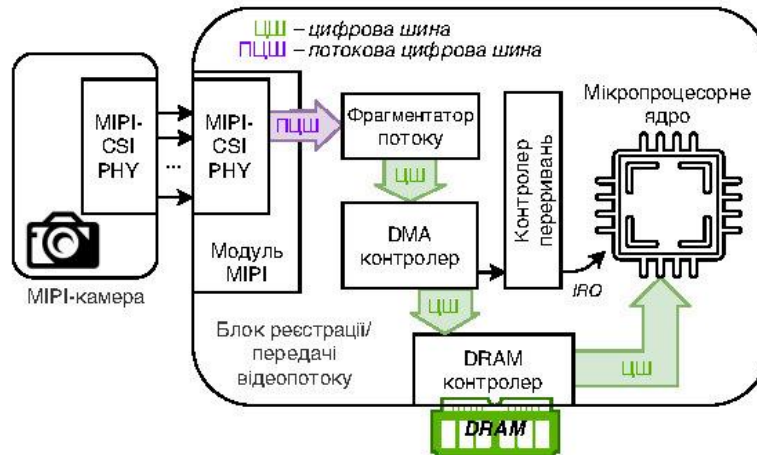 ЦШ – цифрова шина
ПЦШ – потокова цифрова шина
MIPI-
CSI
PHY
...
MIPI-
CSI
PHY
ПЦШ
Фрагментатор
потоку
Контролер
переривань
Мікропроцесорне
ядро
ЦШ
Модуль
MIPI
DMA
контролер
IRQ
MIPI-камера
ЦШ
Блок реєстрації/
передачі
відеопотоку
DRAM
контролер
ЦШ
DRAM